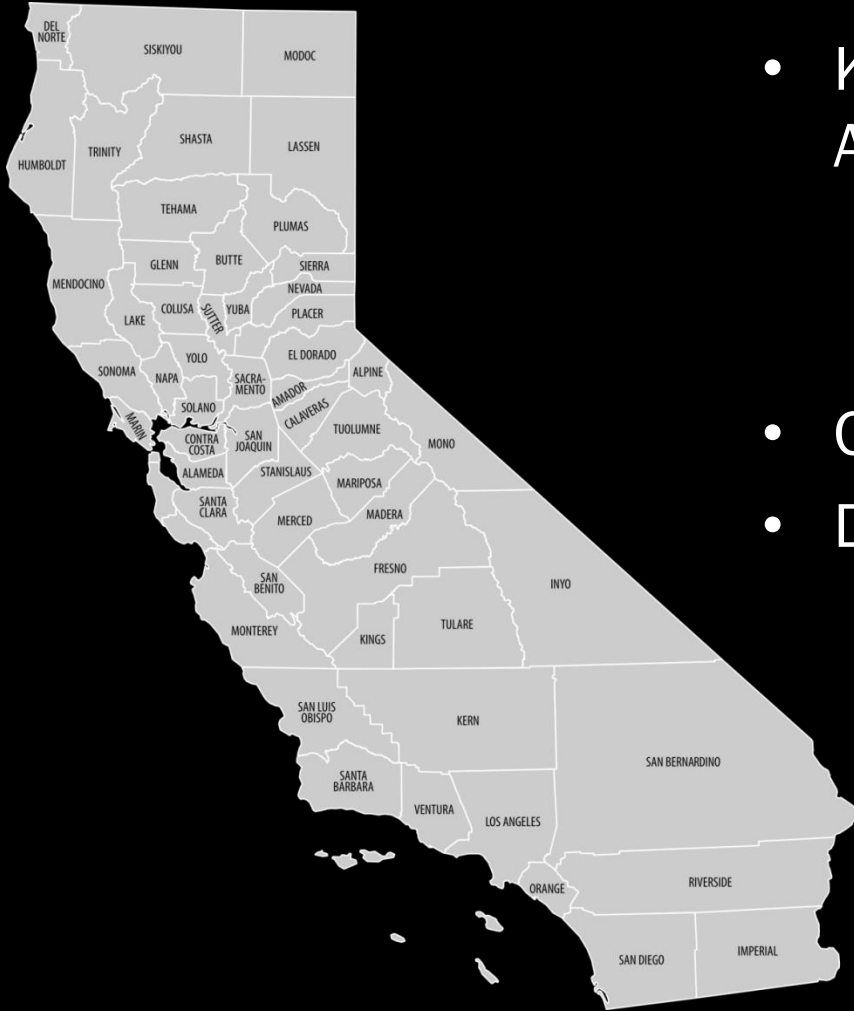 DEL
NORTE
SISKIYOU
MODOC
HUMBOLDT
TRINITY
SHASTA
LASSEN
TEHAMA
PLUMAS
MENDOCINO
GLENN
BUTTE
SIERRA
NEVADA
LAKE
COLUSA
SUTTER
YUBA
PLACER
SONOMA
NAPA
YOLO
EL DORADO
SACRA-
MENTO
ALPINE
AMADOR
SOLANO
CALAVERAS
MARIN
CONTRA
COSTA
SAN
JOAQUIN
TUOLUMNE
MONO
ALAMEDA
STANISLAUS
MARIPOSA
SANTA
CLARA
MERCED
MADERA
FRESNO
SAN
BENITO
INYO
MONTEREY
KINGS
TULARE
SAN LUIS
OBISPO
KERN
SANTA
BARBARA
SAN BERNARDINO
VENTURA
LOS ANGELES
ORANGE
RIVERSIDE
SAN DIEGO
IMPERIAL
• K
A
•
• D